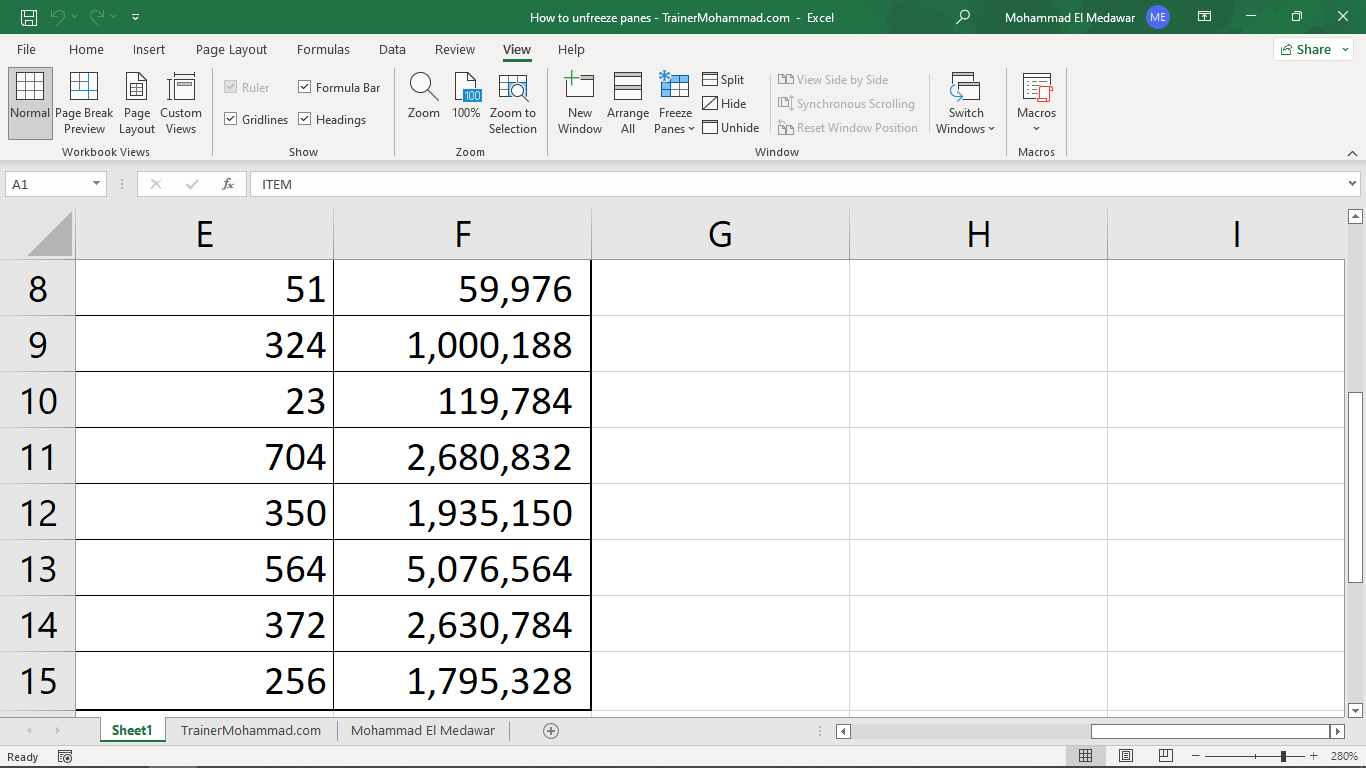 How to unfreeze panes - TrainerMohammad.com - Excel
Mohammad El Medawar ME
File Home Insert Page Layout Formulas Data Review View Help Share
Normal
Page Break Preview
Page Layout
Custom Views
Workbook Views
Ruler Formula Bar
Gridlines Headings
Show
Zoom
100
100%
Zoom to Selection
Zoom
New Window
Arrange All
Freeze Panes
Split
Hide
Unhide
View Side by Side
Synchronous Scrolling
Reset Window Position
Window
Switch Windows
Macros
Macros
A1 fx ITEM
E F G H I
8 51 59,976
9 324 1,000,188
10 23 119,784
11 704 2,680,832
12 350 1,935,150
13 564 5,076,564
14 372 2,630,784
15 256 1,795,328
Sheet1 TrainerMohammad.com Mohammad El Medawar
Ready 280%